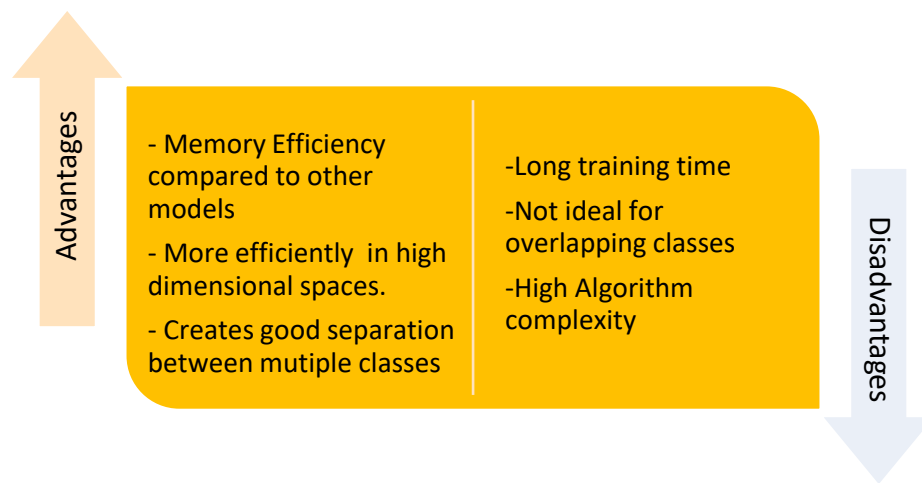 Advantages
- Memory Efficiency
compared to other
models
- More efficiently  in high
dimensional spaces.
- Creates good separation
between mutiple classes
-Long training time
-Not ideal for
overlapping classes
-High Algorithm
complexity
Disadvantages